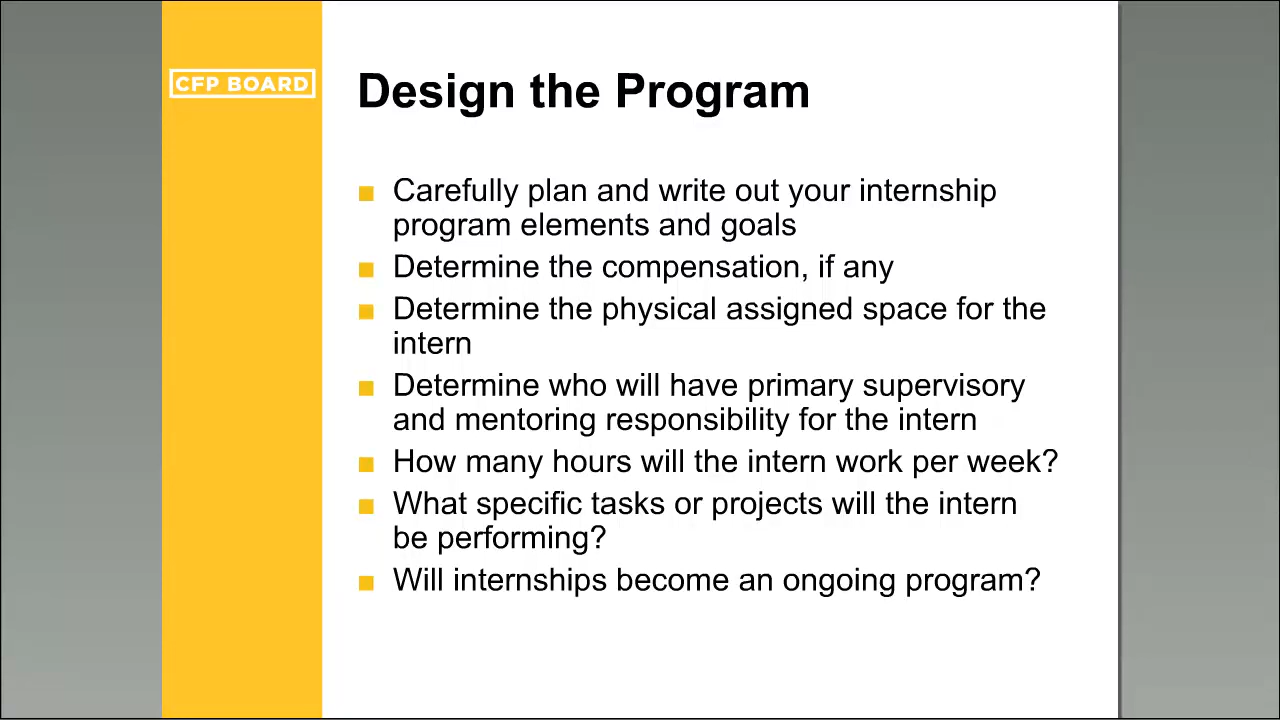 CFP BOARD
Design the Program
Carefully plan and write out your internship
program elements and goals
Determine the compensation, if any
Determine the physical assigned space for the
intern
Determine who will have primary supervisory
and mentoring responsibility for the intern
How many hours will the intern work per week?
What specific tasks or projects will the intern
be performing?
Will internships become an ongoing program?